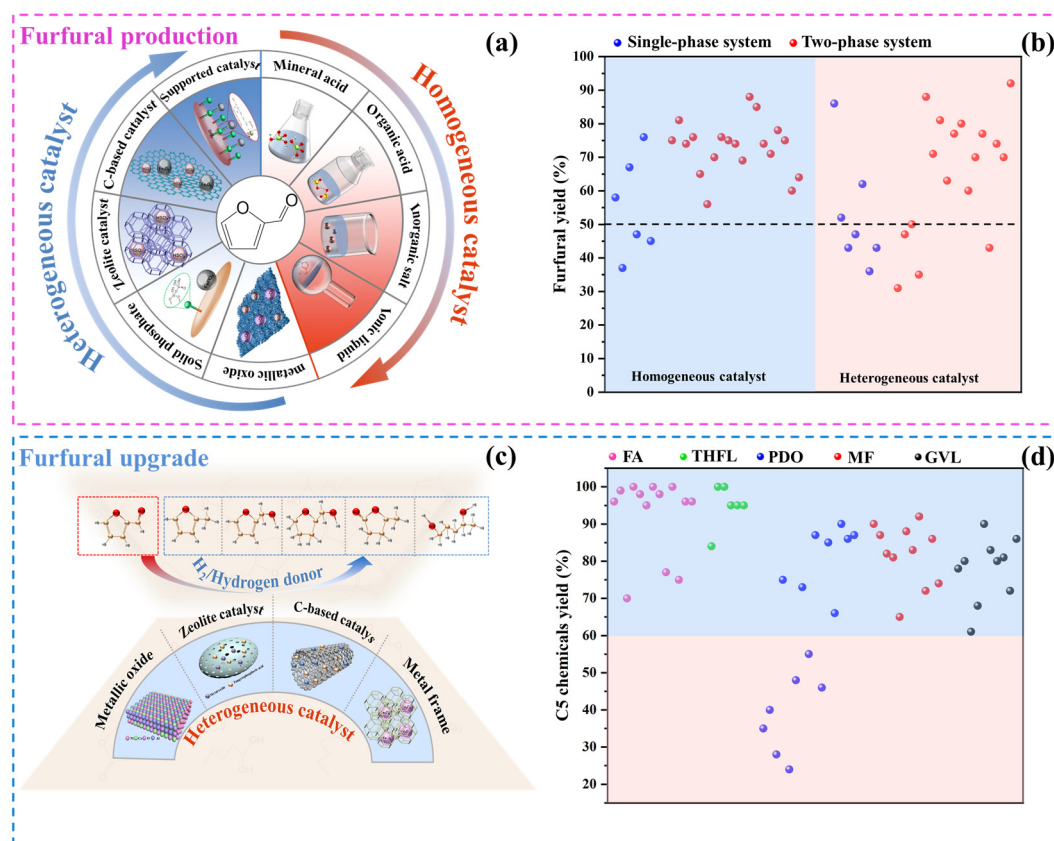 Furfural production
(a)
Heterogeneous catalyst
Homogeneous catalyst
Supported catalyst
Mineral acid
Organic acid
Inorganic salt
Ionic liquid
metallic oxide
Solid phosphate
Zeolite catalyst
C-based catalyst
Single-phase system
Two-phase system
(b)
Furfural yield (%)
100
90
80
70
60
50
40
30
20
10
0
Homogeneous catalyst
Heterogeneous catalyst
Furfural upgrade
(c)
H2/Hydrogen donor
Metallic oxide
Zeolite catalyst
C-based catalys
Metal frame
Heterogeneous catalyst
FA
THFL
PDO
MF
GVL
(d)
C5 chemicals yield (%)
100
90
80
70
60
50
40
30
20